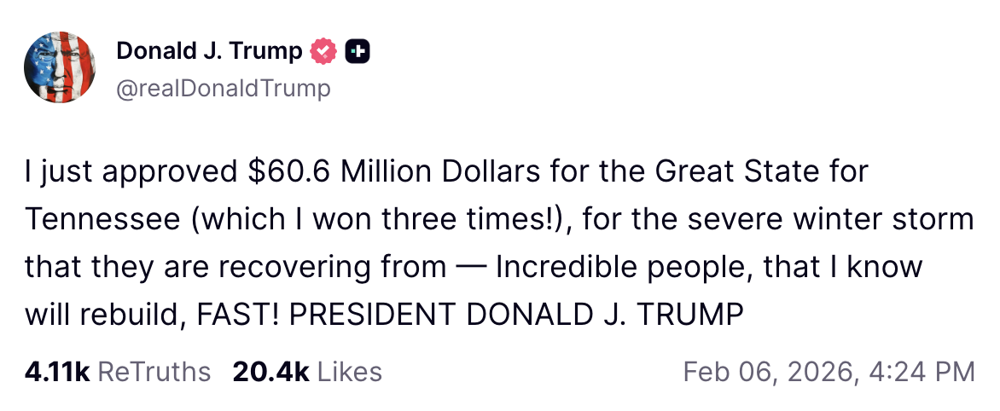 Donald J. Trump
@realDonaldTrump
I just approved $60.6 Million Dollars for the Great State for
Tennessee (which I won three times!), for the severe winter storm
that they are recovering from — Incredible people, that I know
will rebuild, FAST! PRESIDENT DONALD J. TRUMP
4.11k ReTruths 20.4k Likes Feb 06, 2026, 4:24 PM